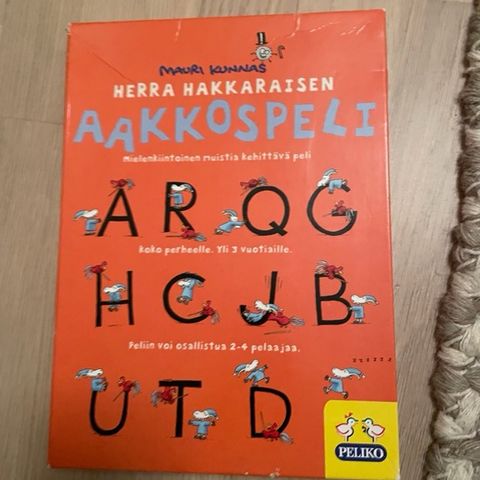 MAURI KUNNAS
HERRA HAKKARAISEN
AAKKOSPELI
Mielenkiintoinen muistia kehittävä peli
A R Q G
Koko perheelle. Yli 3 vuotiaille.
H C J B
Peliin voi osallistua 2-4 pelaajaa.
zzzzzz
U T D
PELIKO